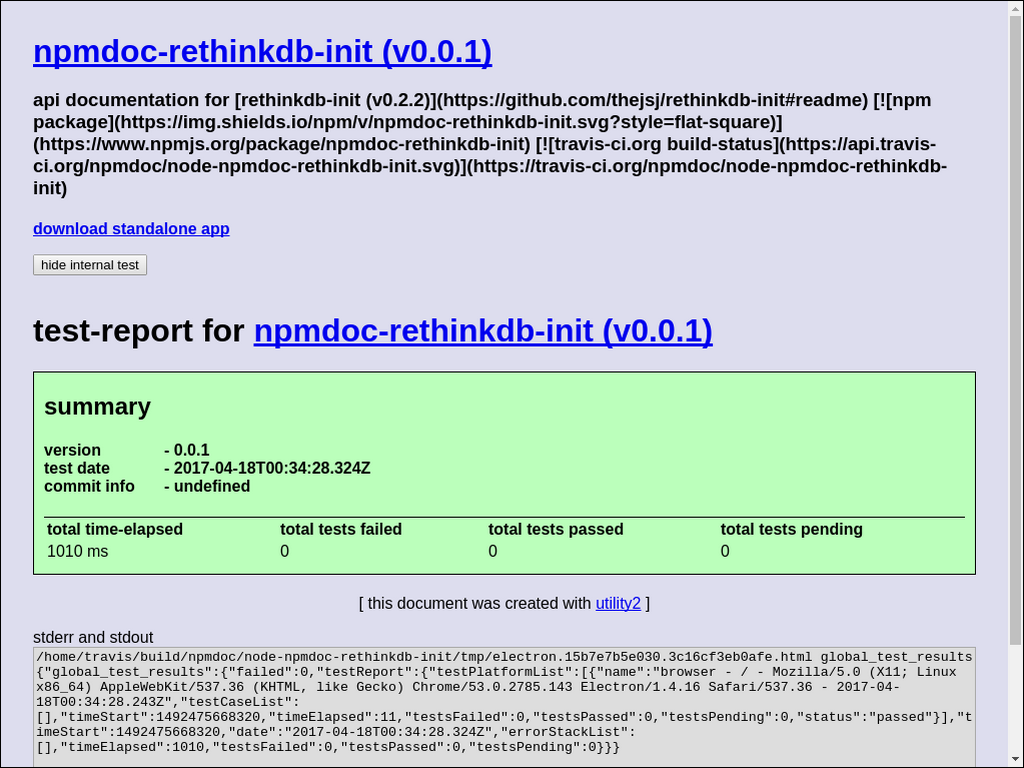 npmdoc-rethinkdb-init (v0.0.1)
api documentation for [rethinkdb-init (v0.2.2)](https://github.com/thejsj/rethinkdb-init#readme) [![npm
package](https://img.shields.io/npm/v/npmdoc-rethinkdb-init.svg?style=flat-square)]
(https://www.npmjs.org/package/npmdoc-rethinkdb-init) [![travis-ci.org build-status](https://api.travis-
ci.org/npmdoc/node-npmdoc-rethinkdb-init.svg)](https://travis-ci.org/npmdoc/node-npmdoc-rethinkdb-
init)
download standalone app
hide internal test
test-report for npmdoc-rethinkdb-init (v0.0.1)
summary
version - 0.0.1
test date - 2017-04-18T00:34:28.324Z
commit info - undefined
total time-elapsed total tests failed total tests passed total tests pending
1010 ms 0 0 0
[ this document was created with utility2 ]
stderr and stdout
/home/travis/build/npmdoc/node-npmdoc-rethinkdb-init/tmp/electron.15b7e7b5e030.3c16cf3eb0afe.html global_test_results
{"global_test_results":{"failed":0,"testReport":{"testPlatformList":[{"name":"browser - / - Mozilla/5.0 (X11; Linux
x86_64) AppleWebKit/537.36 (KHTML, like Gecko) Chrome/53.0.2785.143 Electron/1.4.16 Safari/537.36 - 2017-04-
18T00:34:28.243Z","testCaseList":
[],"timeStart":1492475668320,"timeElapsed":11,"testsFailed":0,"testsPassed":0,"testsPending":0,"status":"passed"}],"t
imeStart":1492475668320,"date":"2017-04-18T00:34:28.324Z","errorStackList":
[],"timeElapsed":1010,"testsFailed":0,"testsPassed":0,"testsPending":0}}}